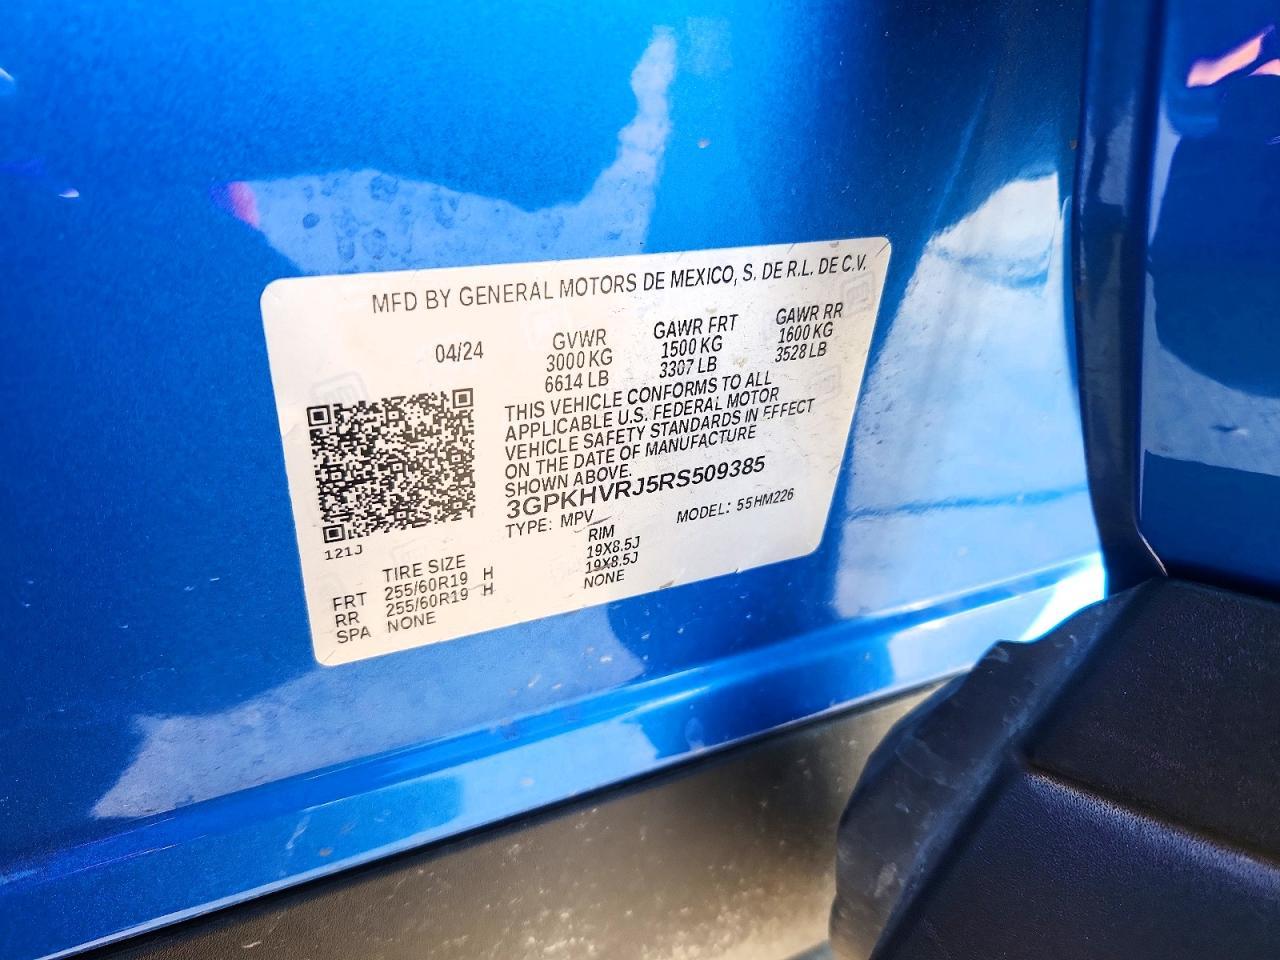 MFD BY GENERAL MOTORS DE MEXICO, S. DE R.L. DE C.V.
04/24 GVWR GAWR FRT GAWR RR
3000 KG 1500 KG 1600 KG
6614 LB 3307 LB 3528 LB
THIS VEHICLE CONFORMS TO ALL
APPLICABLE U.S. FEDERAL MOTOR
VEHICLE SAFETY STANDARDS IN EFFECT
ON THE DATE OF MANUFACTURE
SHOWN ABOVE.
3GPKHVRJ5RS509385
TYPE: MPV MODEL: 55HM226
121J
TIRE SIZE RIM
FRT 255/60R19 H 19X8.5J
RR 255/60R19 H 19X8.5J
SPA NONE NONE